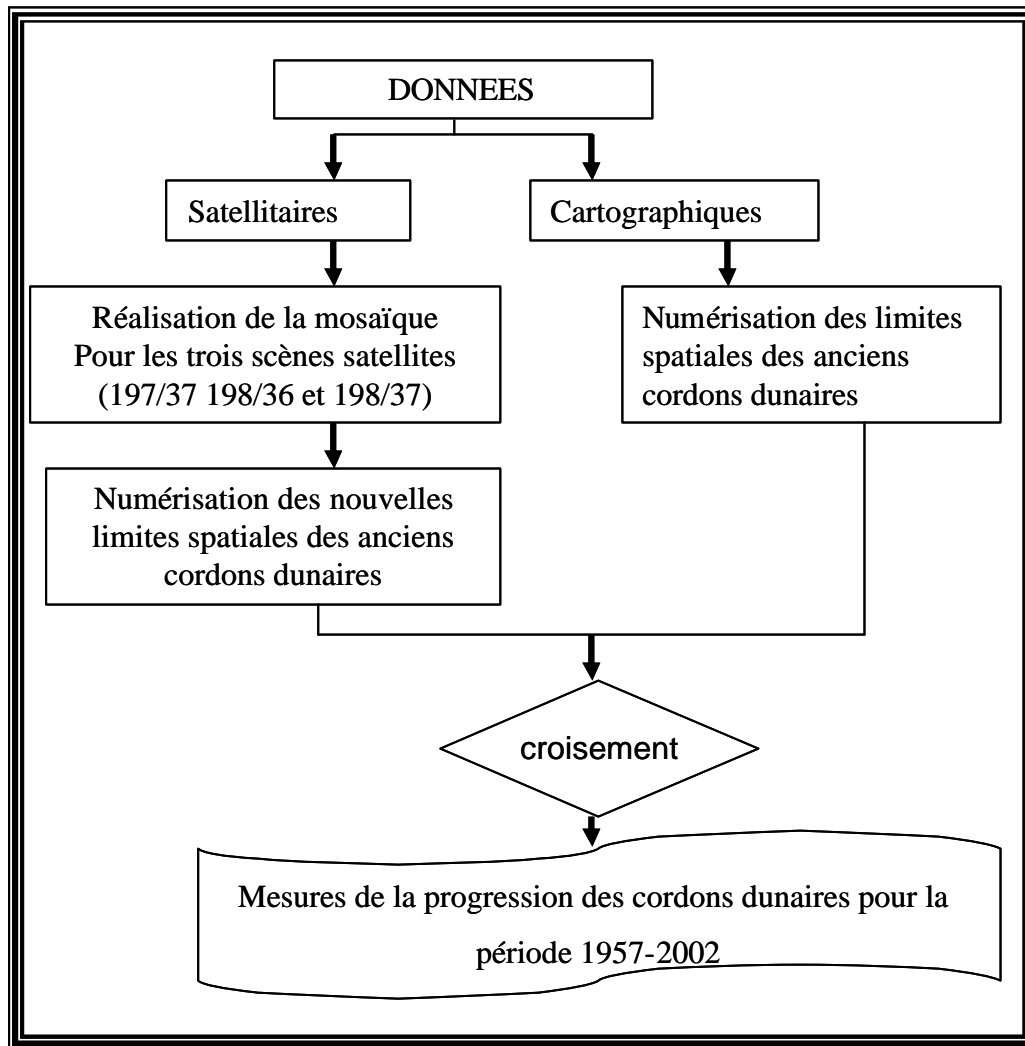 DONNEES
Satellitaires
Cartographiques
Réalisation de la mosaïque
Pour les trois scènes satellites
(197/37 198/36 et 198/37)
Numérisation des limites
spatiales des anciens
cordons dunaires
Numérisation des nouvelles
limites spatiales des anciens
cordons dunaires
croisement
Mesures de la progression des cordons dunaires pour la
période 1957-2002